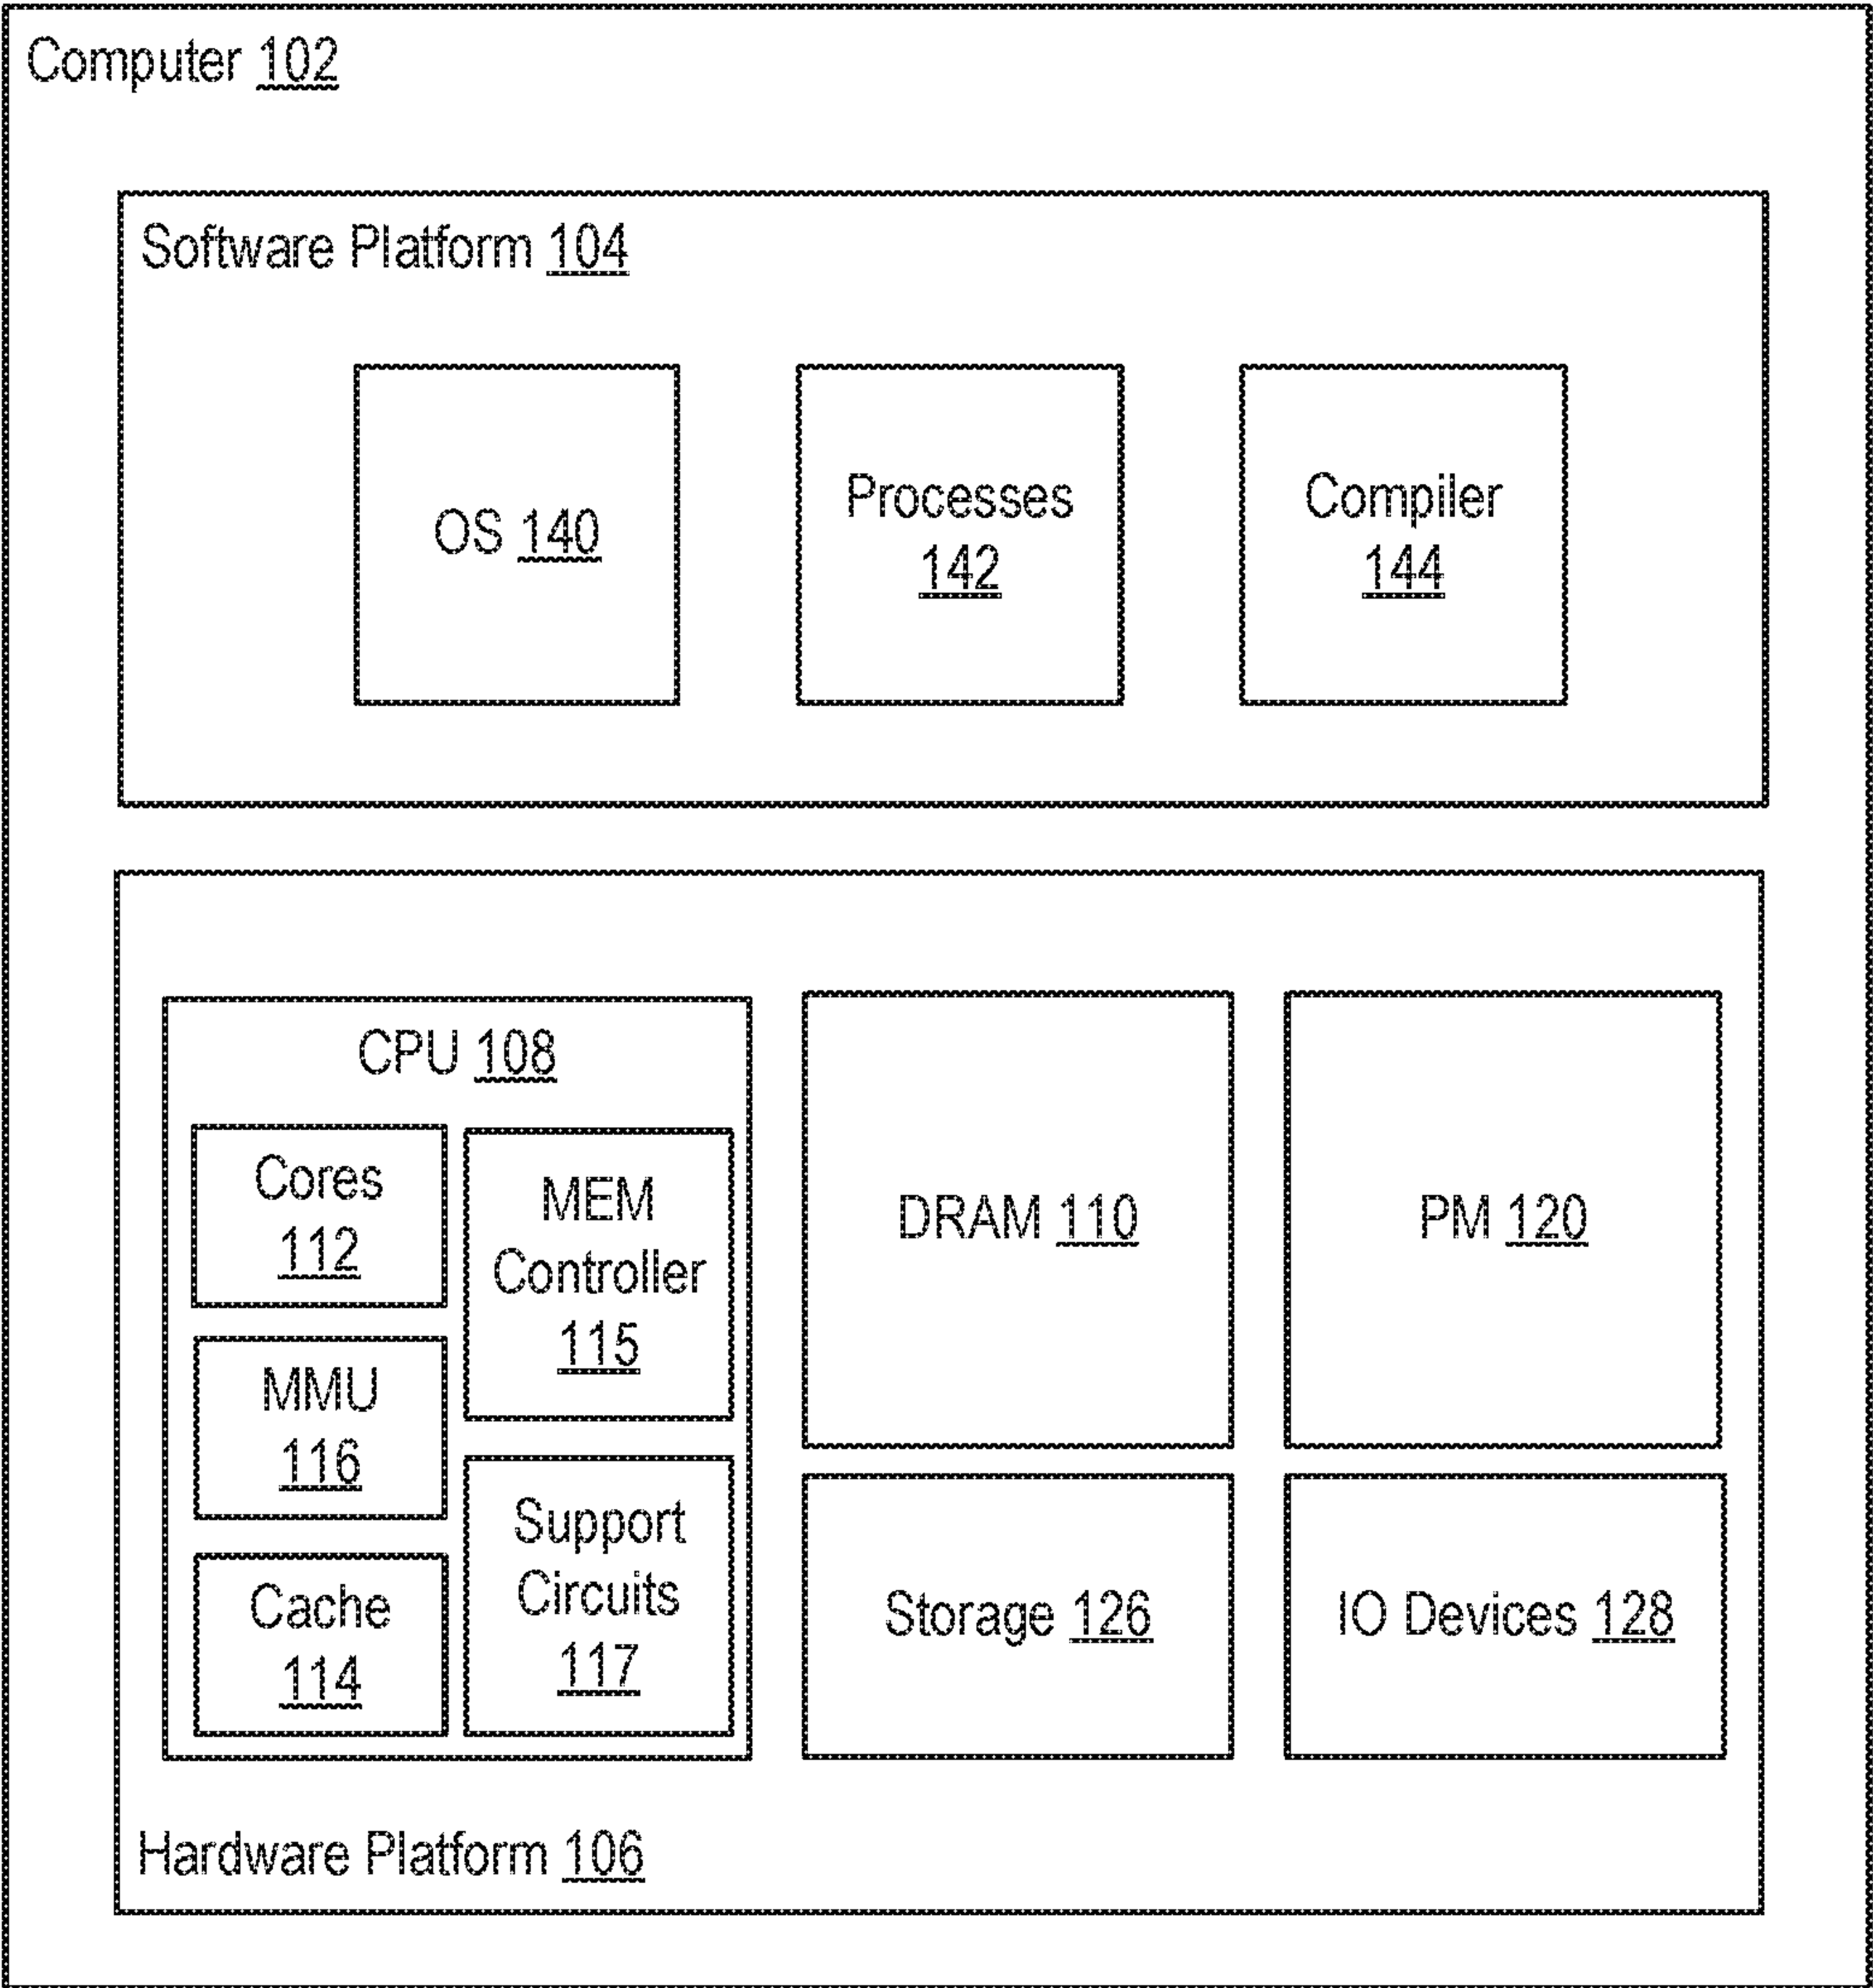 Computer 102
Software Platform 104
OS 140
Processes
142
Compiler
144
CPU 108
Cores
112
MMU
116
Cache
114
MEM
Controller
115
Support
Circuits
117
DRAM 110
PM 120
Storage 126
IO Devices 128
Hardware Platform 106